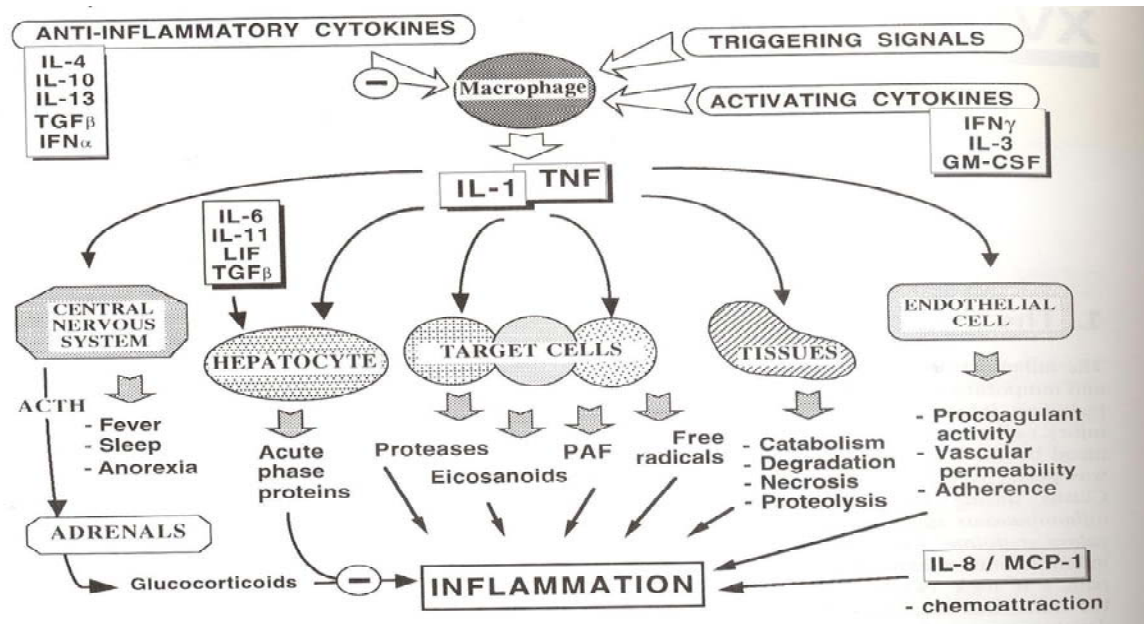 XV
ANTI-INFLAMMATORY CYTOKINES
IL-4
IL-10
IL-13
TGFβ
IFNα
−
Macrophage
TRIGGERING SIGNALS
ACTIVATING CYTOKINES
IFNγ
IL-3
GM-CSF
IL-1
TNF
IL-6
IL-11
LIF
TGFβ
CENTRAL
NERVOUS
SYSTEM
HEPATOCYTE
TARGET CELLS
TISSUES
ENDOTHELIAL
CELL
ACTH
- Fever
- Sleep
- Anorexia
Acute
phase
proteins
Proteases
Eicosanoids
PAF
Free
radicals
- Catabolism
- Degradation
- Necrosis
- Proteolysis
- Procoagulant
activity
- Vascular
permeability
- Adherence
ADRENALS
Glucocorticoids
−
INFLAMMATION
IL-8 / MCP-1
- chemoattraction